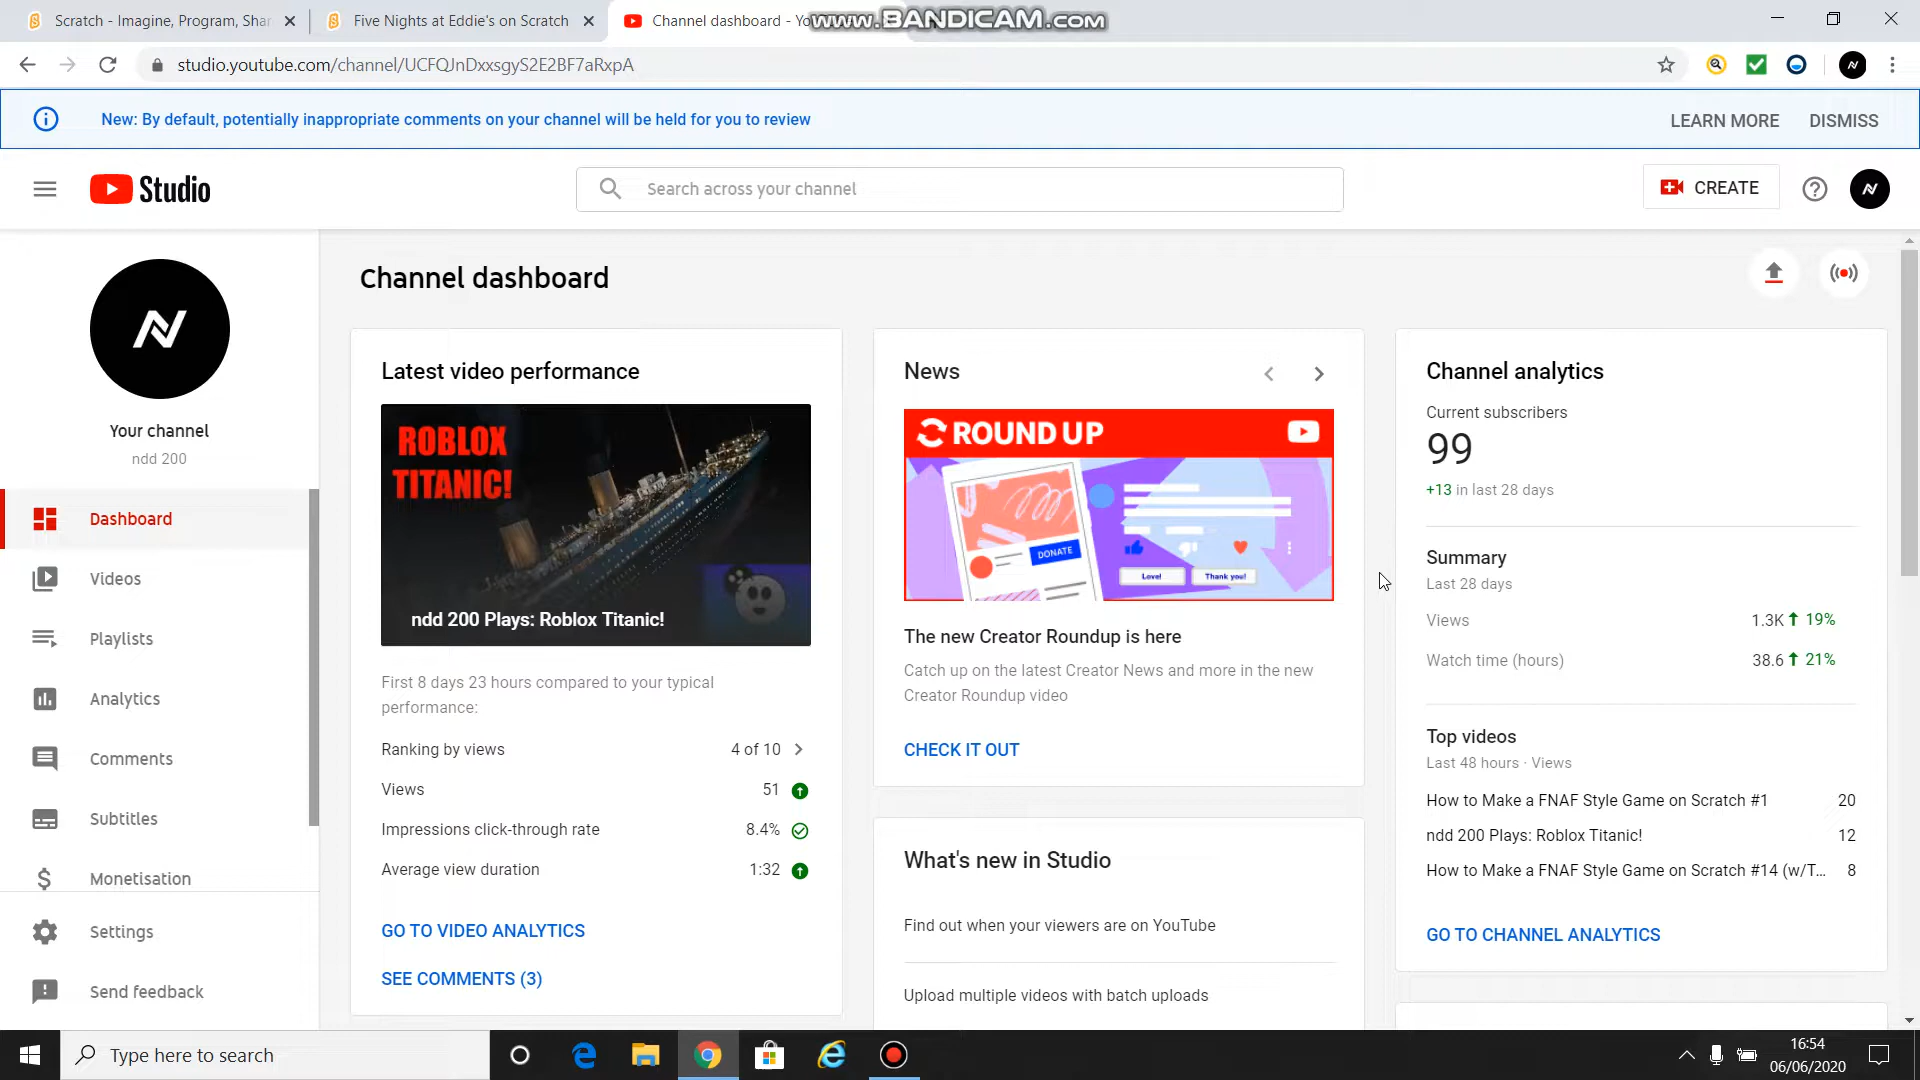 Scratch - Imagine, Program, Shar
Five Nights at Eddie's on Scratch
Channel dashboard - Yo
www.BANDICAM.com
studio.youtube.com/channel/UCFQJnDxxsgyS2E2BF7aRxpA
New: By default, potentially inappropriate comments on your channel will be held for you to review
LEARN MORE
DISMISS
Studio
Search across your channel
CREATE
Your channel
ndd 200
Dashboard
Videos
Playlists
Analytics
Comments
Subtitles
Monetisation
Settings
Send feedback
Channel dashboard
Latest video performance
ROBLOX
TITANIC!
ndd 200 Plays: Roblox Titanic!
First 8 days 23 hours compared to your typical
performance:
Ranking by views 4 of 10
Views 51
Impressions click-through rate 8.4%
Average view duration 1:32
GO TO VIDEO ANALYTICS
SEE COMMENTS (3)
News
ROUND UP
DONATE
Love!
Thank you!
The new Creator Roundup is here
Catch up on the latest Creator News and more in the new
Creator Roundup video
CHECK IT OUT
What's new in Studio
Find out when your viewers are on YouTube
Upload multiple videos with batch uploads
Channel analytics
Current subscribers
99
+13 in last 28 days
Summary
Last 28 days
Views 1.3K 19%
Watch time (hours) 38.6 21%
Top videos
Last 48 hours · Views
How to Make a FNAF Style Game on Scratch #1 20
ndd 200 Plays: Roblox Titanic! 12
How to Make a FNAF Style Game on Scratch #14 (w/T... 8
GO TO CHANNEL ANALYTICS
Type here to search
16:54
06/06/2020